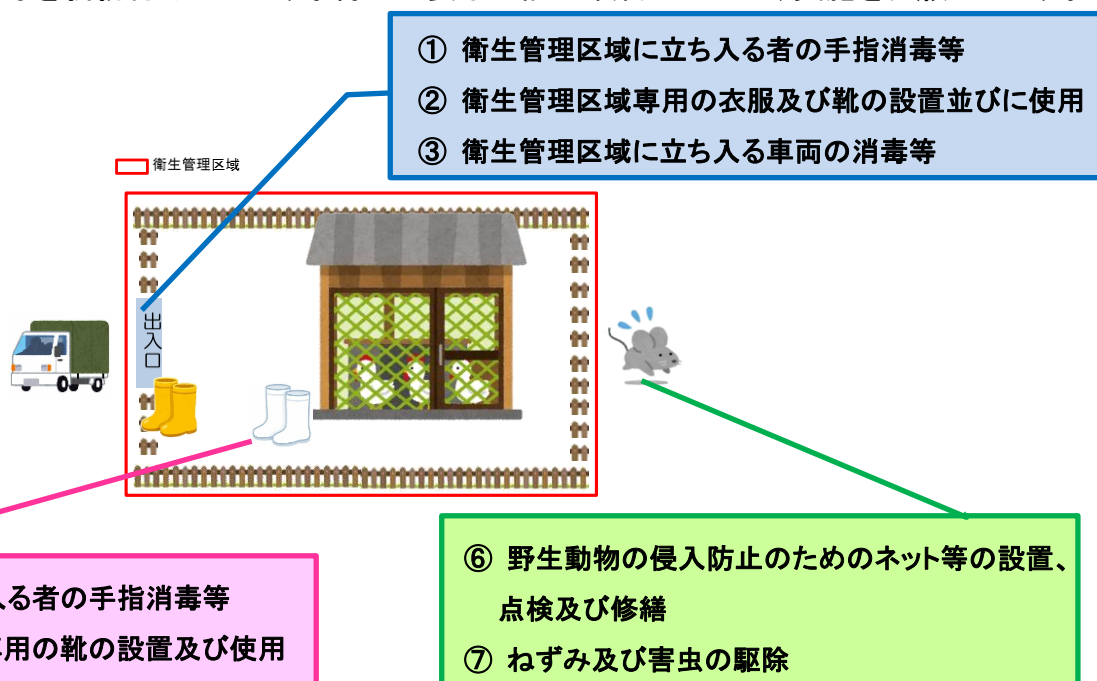 ① 衛生管理区域に立ち入る者の手指消毒等
② 衛生管理区域専用の衣服及び靴の設置並びに使用
③ 衛生管理区域に立ち入る車両の消毒等
衛生管理区域
出入口
入る者の手指消毒等
専用の靴の設置及び使用
⑥ 野生動物の侵入防止のためのネット等の設置、
点検及び修繕
⑦ ねずみ及び害虫の駆除